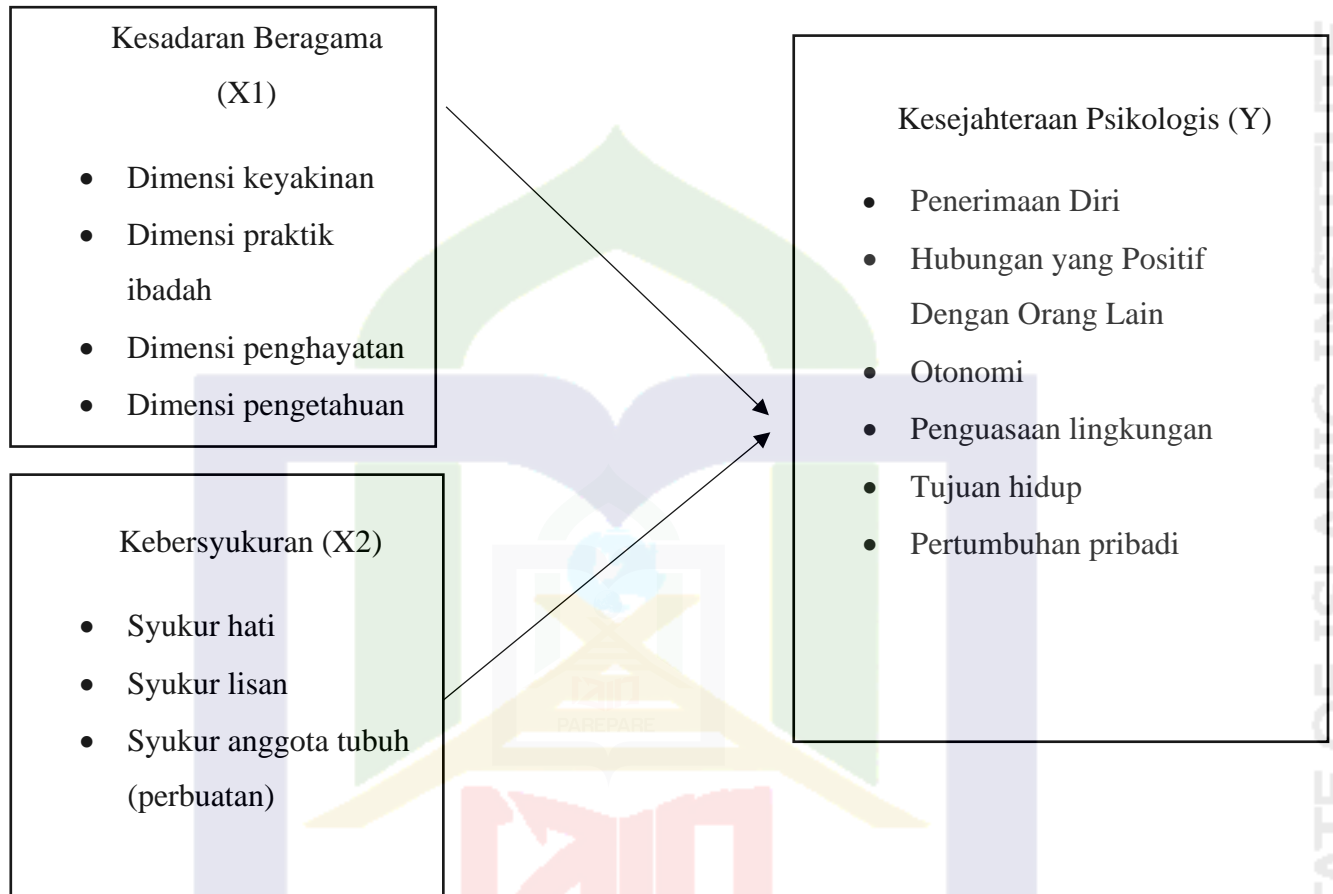 Kesadaran Beragama
(X1)
• Dimensi keyakinan
• Dimensi praktik
ibadah
• Dimensi penghayatan
• Dimensi pengetahuan
Kebersyukuran (X2)
• Syukur hati
• Syukur lisan
• Syukur anggota tubuh
(perbuatan)
Kesejahteraan Psikologis (Y)
• Penerimaan Diri
• Hubungan yang Positif
Dengan Orang Lain
• Otonomi
• Penguasaan lingkungan
• Tujuan hidup
• Pertumbuhan pribadi
PAREPARE